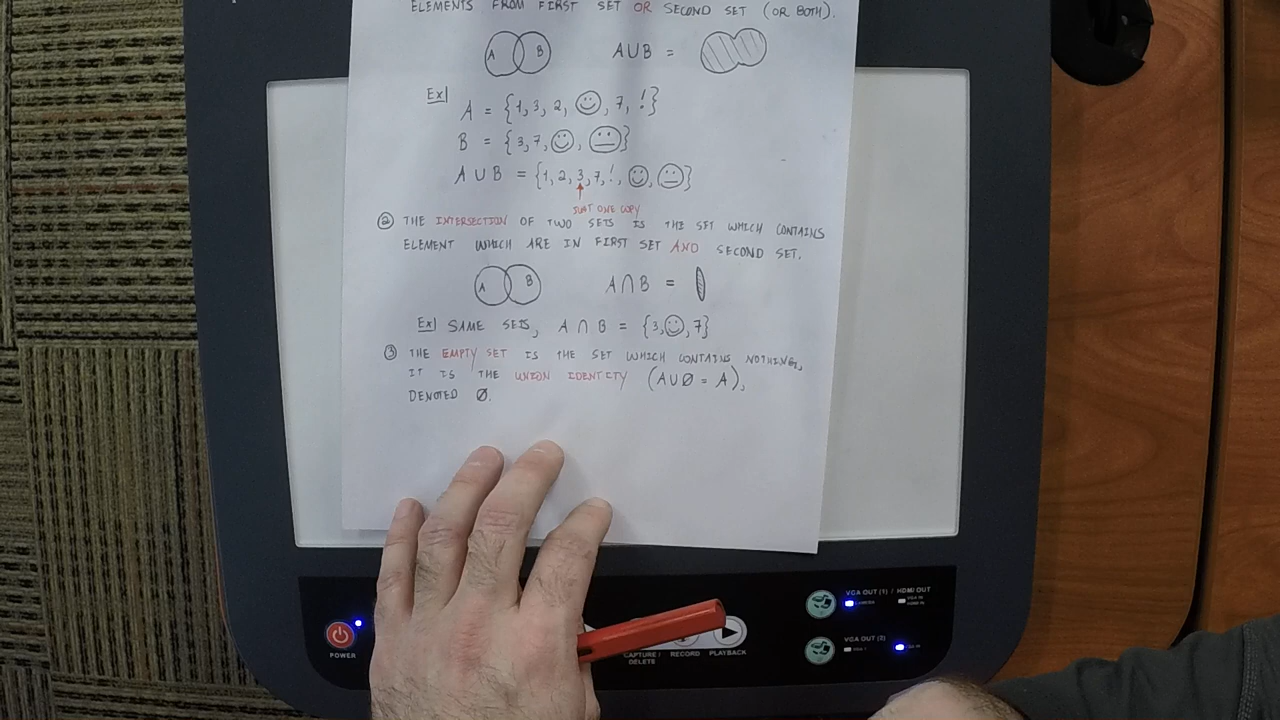 ELEMENTS FROM FIRST SET OR SECOND SET (OR BOTH).
A B A∪B =
Ex|
A = {1, 3, 2, ☺, 7, !}
B = {3, 7, ☺, 😐}
A ∪ B = {1, 2, 3, 7, !, ☺, 😐}
JUST ONE COPY
② THE INTERSECTION OF TWO SETS IS THE SET WHICH CONTAINS
ELEMENT WHICH ARE IN FIRST SET AND SECOND SET.
A B A∩B =
Ex| SAME SETS, A ∩ B = {3, ☺, 7}
③ THE EMPTY SET IS THE SET WHICH CONTAINS NOTHING,
IT IS THE UNION IDENTITY (A∪Ø = A),
DENOTED Ø.
VGA OUT (1) / HDMI OUT
CAMERA
VGA OUT (2)
POWER
CAPTURE / DELETE
RECORD
PLAYBACK